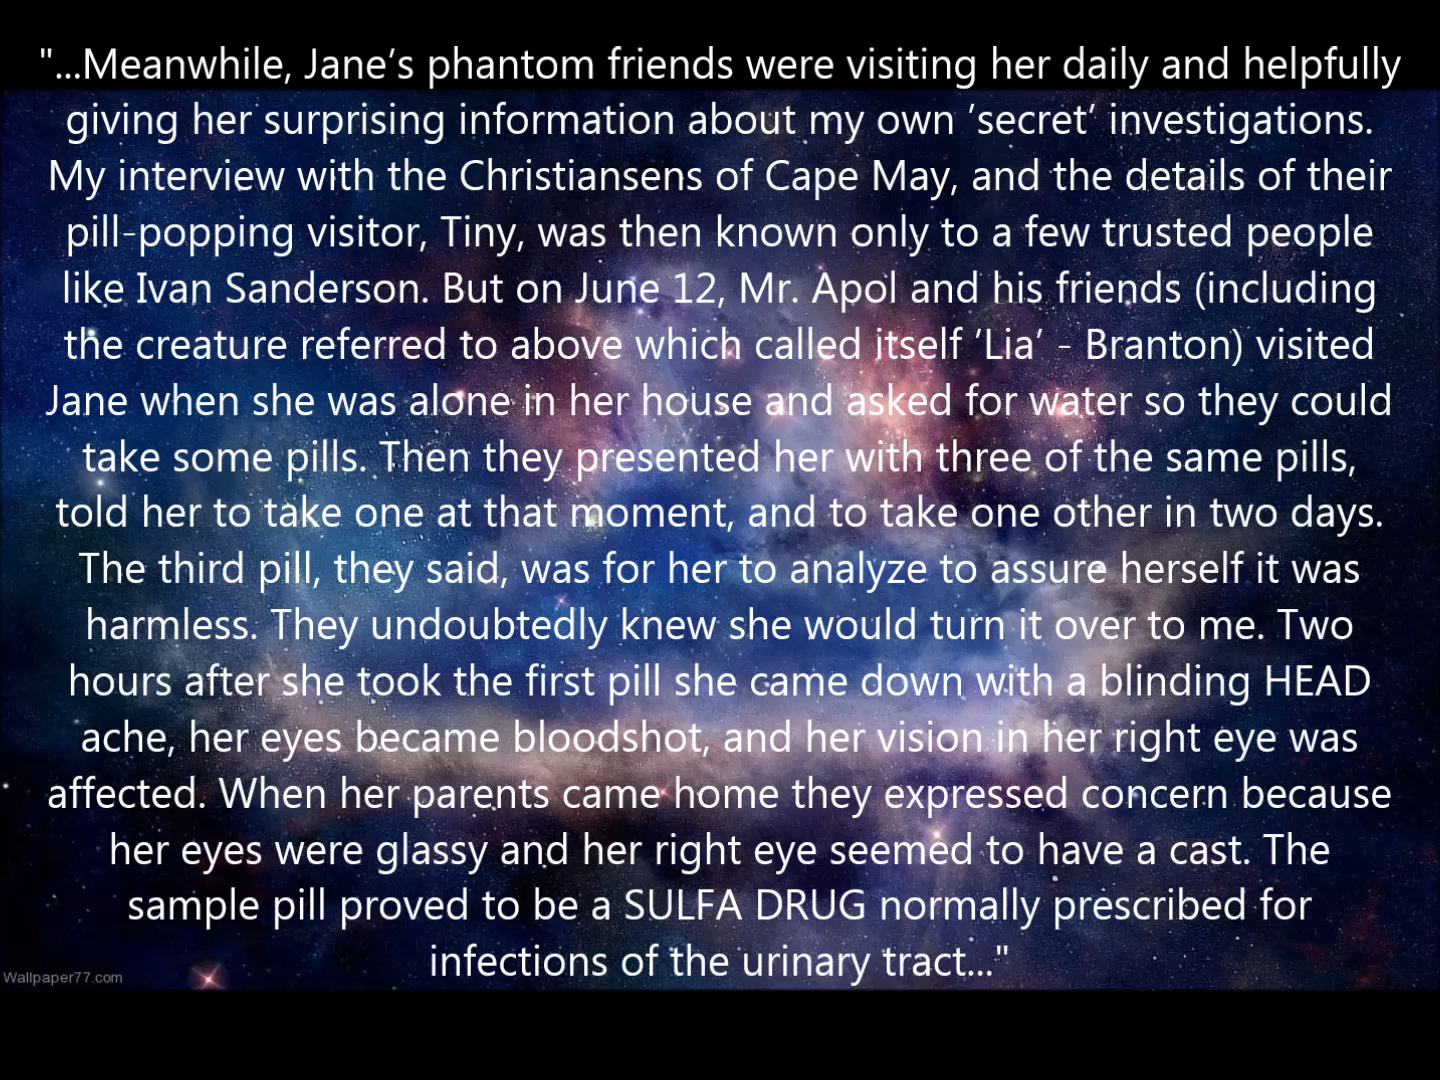 "...Meanwhile, Jane’s phantom friends were visiting her daily and helpfully
giving her surprising information about my own ’secret’ investigations.
My interview with the Christiansens of Cape May, and the details of their
pill-popping visitor, Tiny, was then known only to a few trusted people
like Ivan Sanderson. But on June 12, Mr. Apol and his friends (including
the creature referred to above which called itself ’Lia’ - Branton) visited
Jane when she was alone in her house and asked for water so they could
take some pills. Then they presented her with three of the same pills,
told her to take one at that moment, and to take one other in two days.
The third pill, they said, was for her to analyze to assure herself it was
harmless. They undoubtedly knew she would turn it over to me. Two
hours after she took the first pill she came down with a blinding HEAD
ache, her eyes became bloodshot, and her vision in her right eye was
affected. When her parents came home they expressed concern because
her eyes were glassy and her right eye seemed to have a cast. The
sample pill proved to be a SULFA DRUG normally prescribed for
infections of the urinary tract..."
Wallpaper77.com